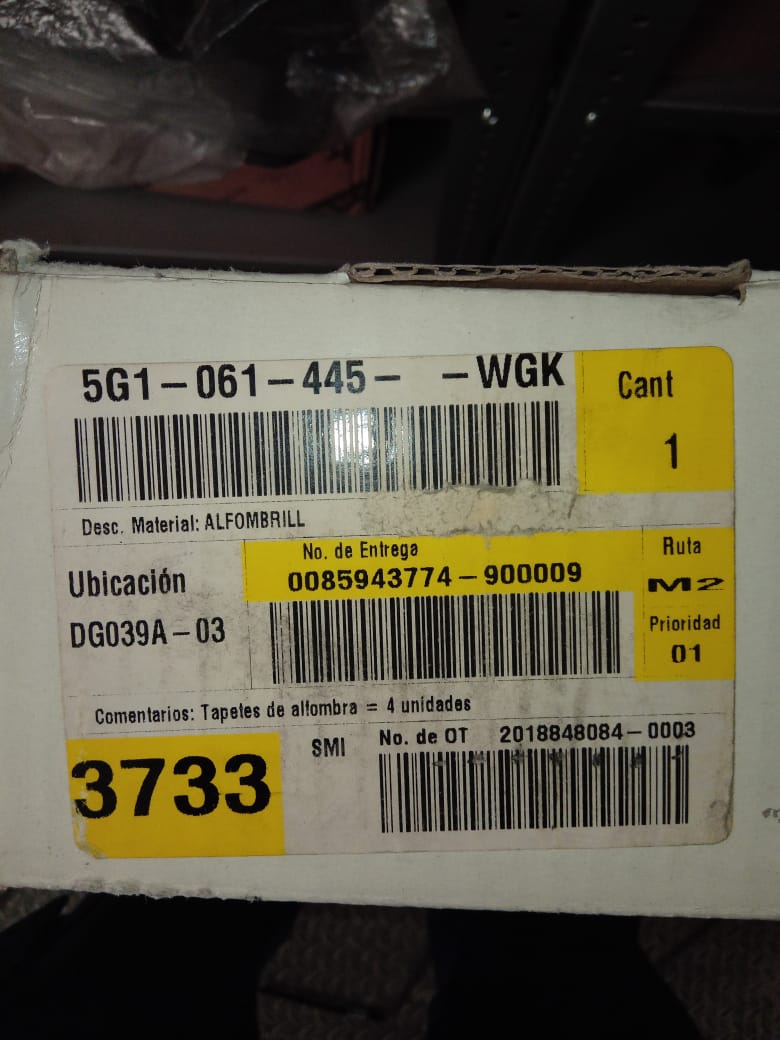 5G1-061-445- -WGK
Cant
1
Desc. Material: ALFOMBRILL
No. de Entrega
0085943774-900009
Ruta
M2
Ubicación
DG039A-03
Prioridad
01
Comentarios: Tapetes de alfombra = 4 unidades
3733
SMI
No. de OT 2018848084-0003